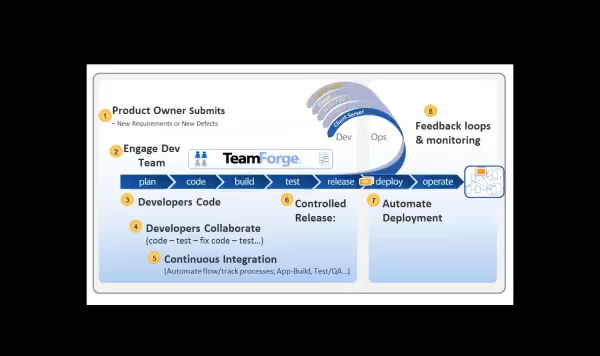 1 Product Owner Submits
- New Requirements or New Defects
2 Engage Dev
Team
TeamForge
Client Server
Dev
Ops
8
Feedback loops
& monitoring
plan
code
build
test
release
deploy
operate
3 Developers Code
4 Developers Collaborate
(code – test – fix code – test...)
5 Continuous Integration
(Automate flow/track processes; App-Build, Test/QA...)
6 Controlled
Release:
7 Automate
Deployment